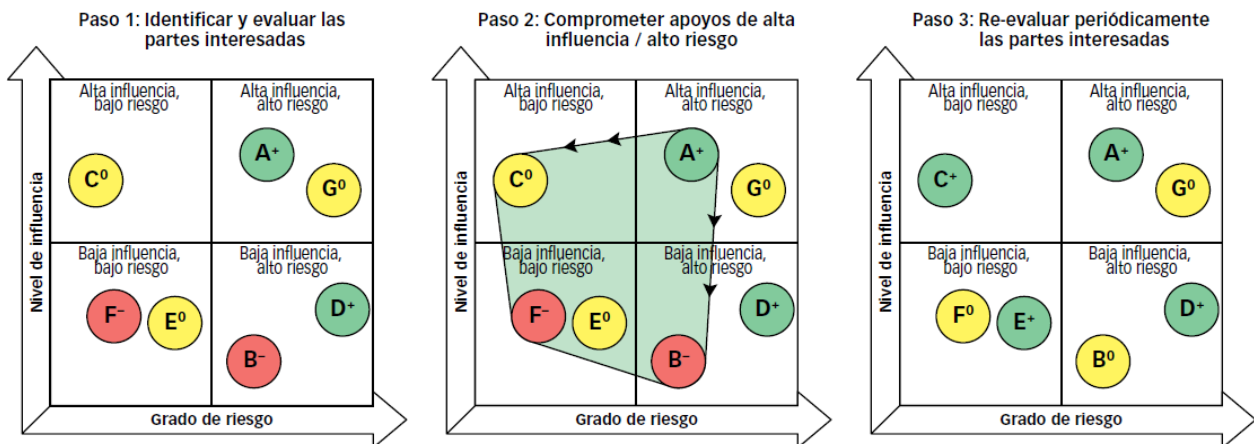 Paso 1: Identificar y evaluar las
partes interesadas
Nivel de influencia
Alta influencia,
bajo riesgo
Alta influencia,
alto riesgo
C⁰
A⁺
G⁰
Baja influencia,
bajo riesgo
Baja influencia,
alto riesgo
F⁻
E⁰
B⁻
D⁺
Grado de riesgo
Paso 2: Comprometer apoyos de alta
influencia / alto riesgo
Nivel de influencia
Alta influencia,
bajo riesgo
Alta influencia,
alto riesgo
C⁰
A⁺
G⁰
Baja influencia,
bajo riesgo
Baja influencia,
alto riesgo
F⁻
E⁰
B⁻
D⁺
Grado de riesgo
Paso 3: Re-evaluar periódicamente
las partes interesadas
Nivel de influencia
Alta influencia,
bajo riesgo
Alta influencia,
alto riesgo
C⁺
A⁺
G⁰
Baja influencia,
bajo riesgo
Baja influencia,
alto riesgo
F⁰
E⁺
B⁰
D⁺
Grado de riesgo